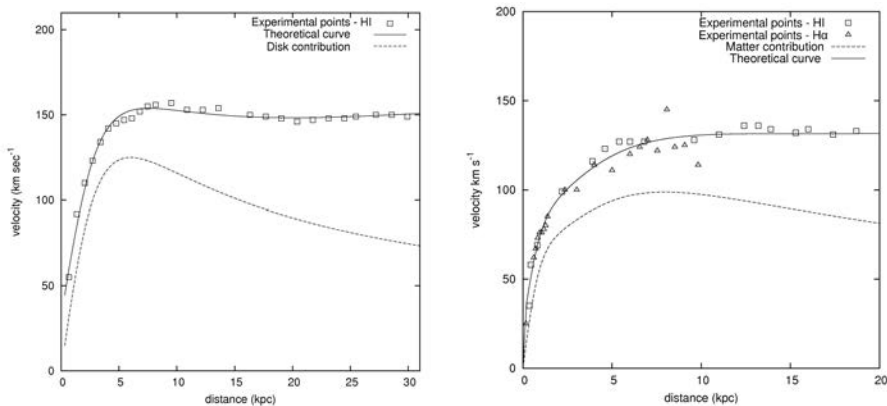 200
150
100
50
0
0 5 10 15 20 25 30
velocity (km sec-1)
distance (kpc)
Experimental points - HI
Theoretical curve
Disk contribution
200
150
100
50
0
0 5 10 15 20
velocity km s-1
distance (kpc)
Experimental points - HI
Experimental points - Hα
Matter contribution
Theoretical curve